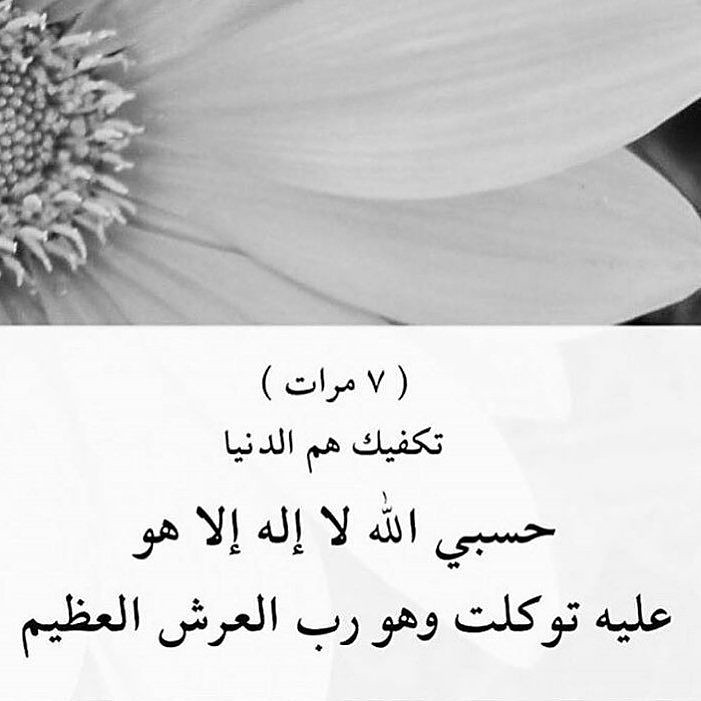 ( ٧ مرات )
تكفيك هم الدنيا
حسبي الله لا إله إلا هو
عليه توكلت وهو رب العرش العظيم